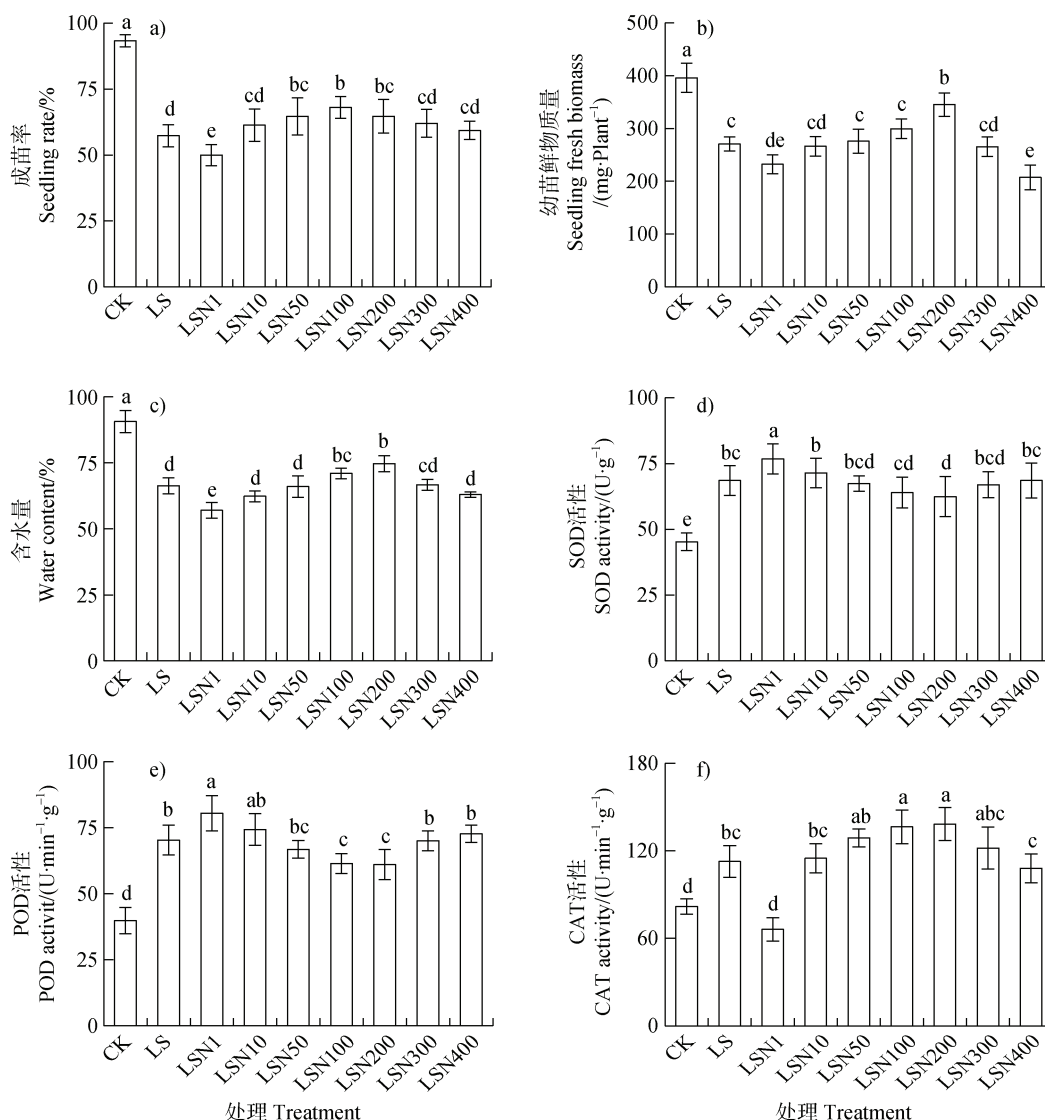 a)
100
75
50
25
0
成苗率
Seedling rate/%
a
d
e
cd
bc
b
bc
cd
cd
CK
LS
LSN1
LSN10
LSN50
LSN100
LSN200
LSN300
LSN400
b)
500
400
300
200
100
0
幼苗鲜物质量
Seedling fresh biomass
/(mg·Plant⁻¹)
a
c
de
cd
c
c
b
cd
e
CK
LS
LSN1
LSN10
LSN50
LSN100
LSN200
LSN300
LSN400
c)
100
75
50
25
0
含水量
Water content/%
a
d
e
d
d
bc
b
cd
d
CK
LS
LSN1
LSN10
LSN50
LSN100
LSN200
LSN300
LSN400
d)
100
75
50
25
0
SOD活性
SOD activity/(U·g⁻¹)
e
bc
a
b
bcd
cd
d
bcd
bc
CK
LS
LSN1
LSN10
LSN50
LSN100
LSN200
LSN300
LSN400
e)
100
75
50
25
0
POD活性
POD activit/(U·min⁻¹·g⁻¹)
d
b
a
ab
bc
c
c
b
b
CK
LS
LSN1
LSN10
LSN50
LSN100
LSN200
LSN300
LSN400
处理 Treatment
f)
180
120
60
0
CAT活性
CAT activity/(U·min⁻¹·g⁻¹)
d
bc
d
bc
ab
a
a
abc
c
CK
LS
LSN1
LSN10
LSN50
LSN100
LSN200
LSN300
LSN400
处理 Treatment